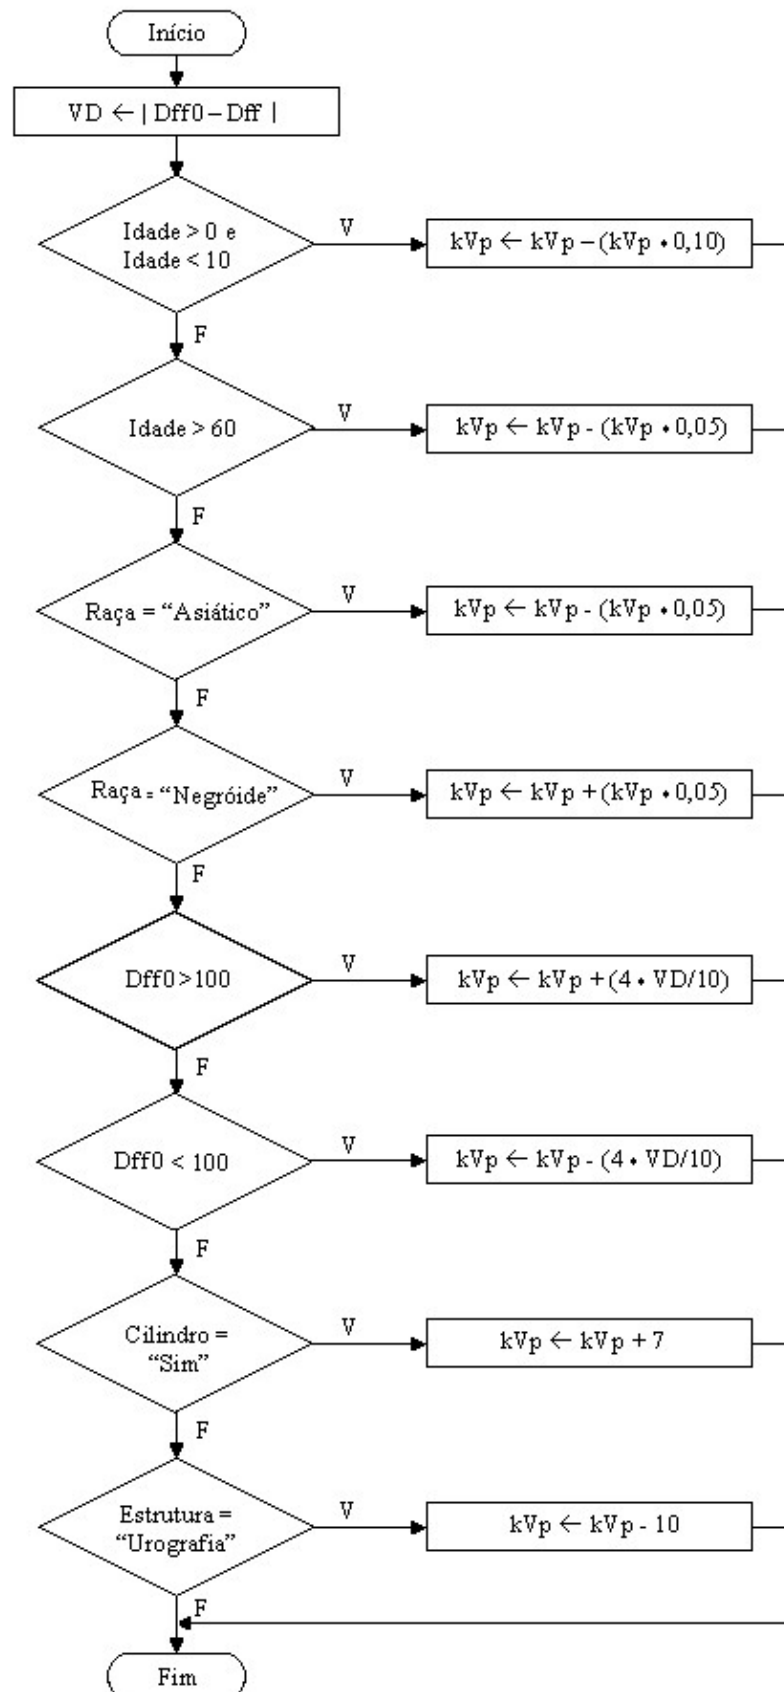 Início
VD ← | Dff0 – Dff |
Idade > 0 e
Idade < 10
V
kVp ← kVp – (kVp • 0,10)
F
Idade > 60
V
kVp ← kVp - (kVp • 0,05)
F
Raça = “Asiático”
V
kVp ← kVp - (kVp • 0,05)
F
Raça = “Negróide”
V
kVp ← kVp + (kVp • 0,05)
F
Dff0 > 100
V
kVp ← kVp + (4 • VD/10)
F
Dff0 < 100
V
kVp ← kVp - (4 • VD/10)
F
Cilindro =
“Sim”
V
kVp ← kVp + 7
F
Estrutura =
“Urografia”
V
kVp ← kVp - 10
F
Fim